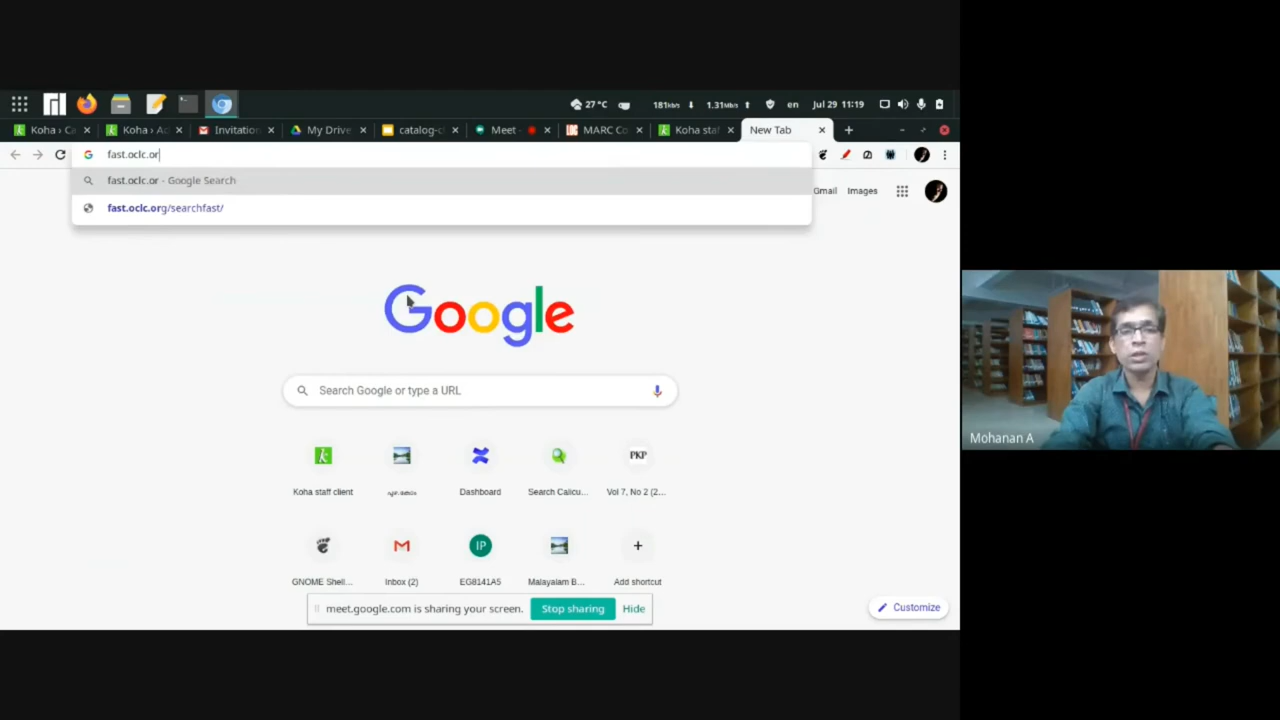 27 °C
181kb/s
1.31Mb/s
en
Jul 29 11:19
Koha › Ca
Koha › Ad
Invitation
My Drive
catalog-c
Meet -
MARC Co
Koha staf
New Tab
fast.oclc.or
fast.oclc.or - Google Search
fast.oclc.org/searchfast/
Gmail
Images
Google
Search Google or type a URL
PKP
Koha staff client
Dashboard
Search Calicu...
Vol 7, No 2 (2...
IP
GNOME Shell...
Inbox (2)
EG8141A5
Malayalam B...
Add shortcut
meet.google.com is sharing your screen.
Stop sharing
Hide
Customize
Mohanan A